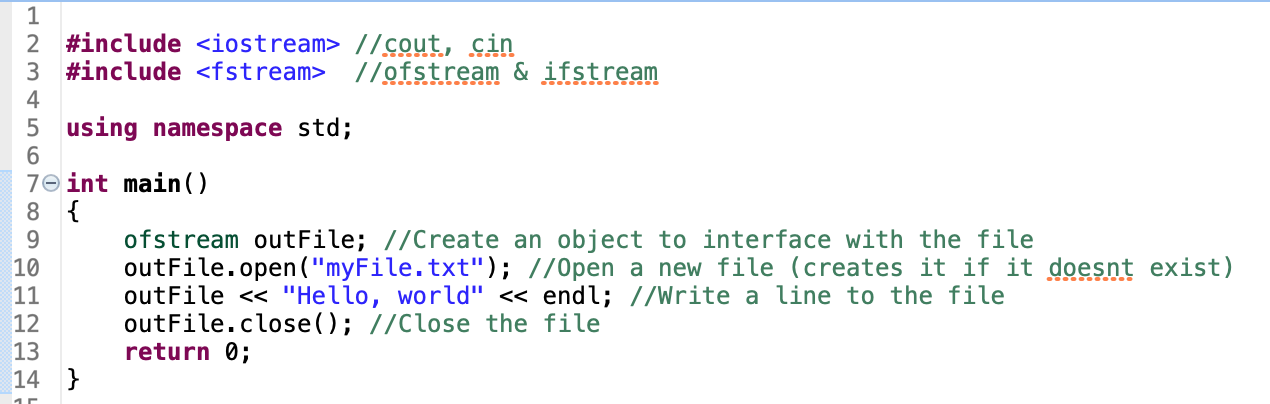 1
2 #include <iostream> //cout, cin
3 #include <fstream>  //ofstream & ifstream
4
5 using namespace std;
6
7 int main()
8 {
9     ofstream outFile; //Create an object to interface with the file
10     outFile.open("myFile.txt"); //Open a new file (creates it if it doesnt exist)
11     outFile << "Hello, world" << endl; //Write a line to the file
12     outFile.close(); //Close the file
13     return 0;
14 }
15